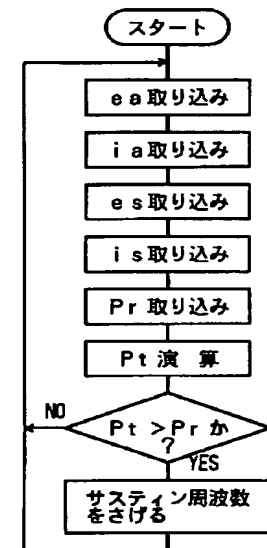 スタート
ea取り込み
ia取り込み
es取り込み
is取り込み
Pr取り込み
Pt演 算
NO
Pt>Prか
?
YES
サスティン周波数
をさげる